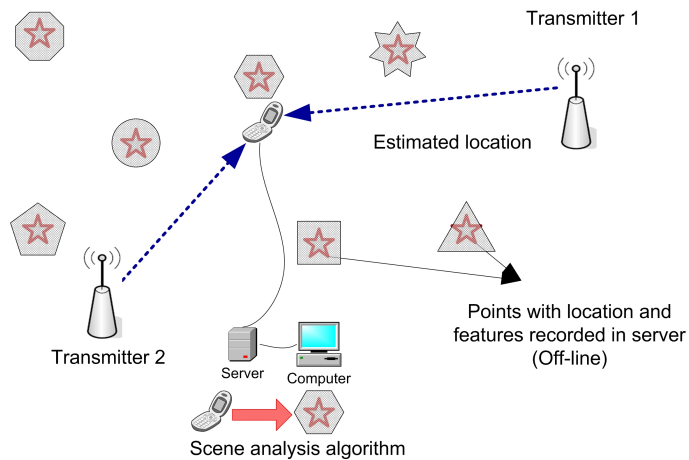 Transmitter 1
Estimated location
Points with location and
features recorded in server
(Off-line)
Transmitter 2
Server
Computer
Scene analysis algorithm